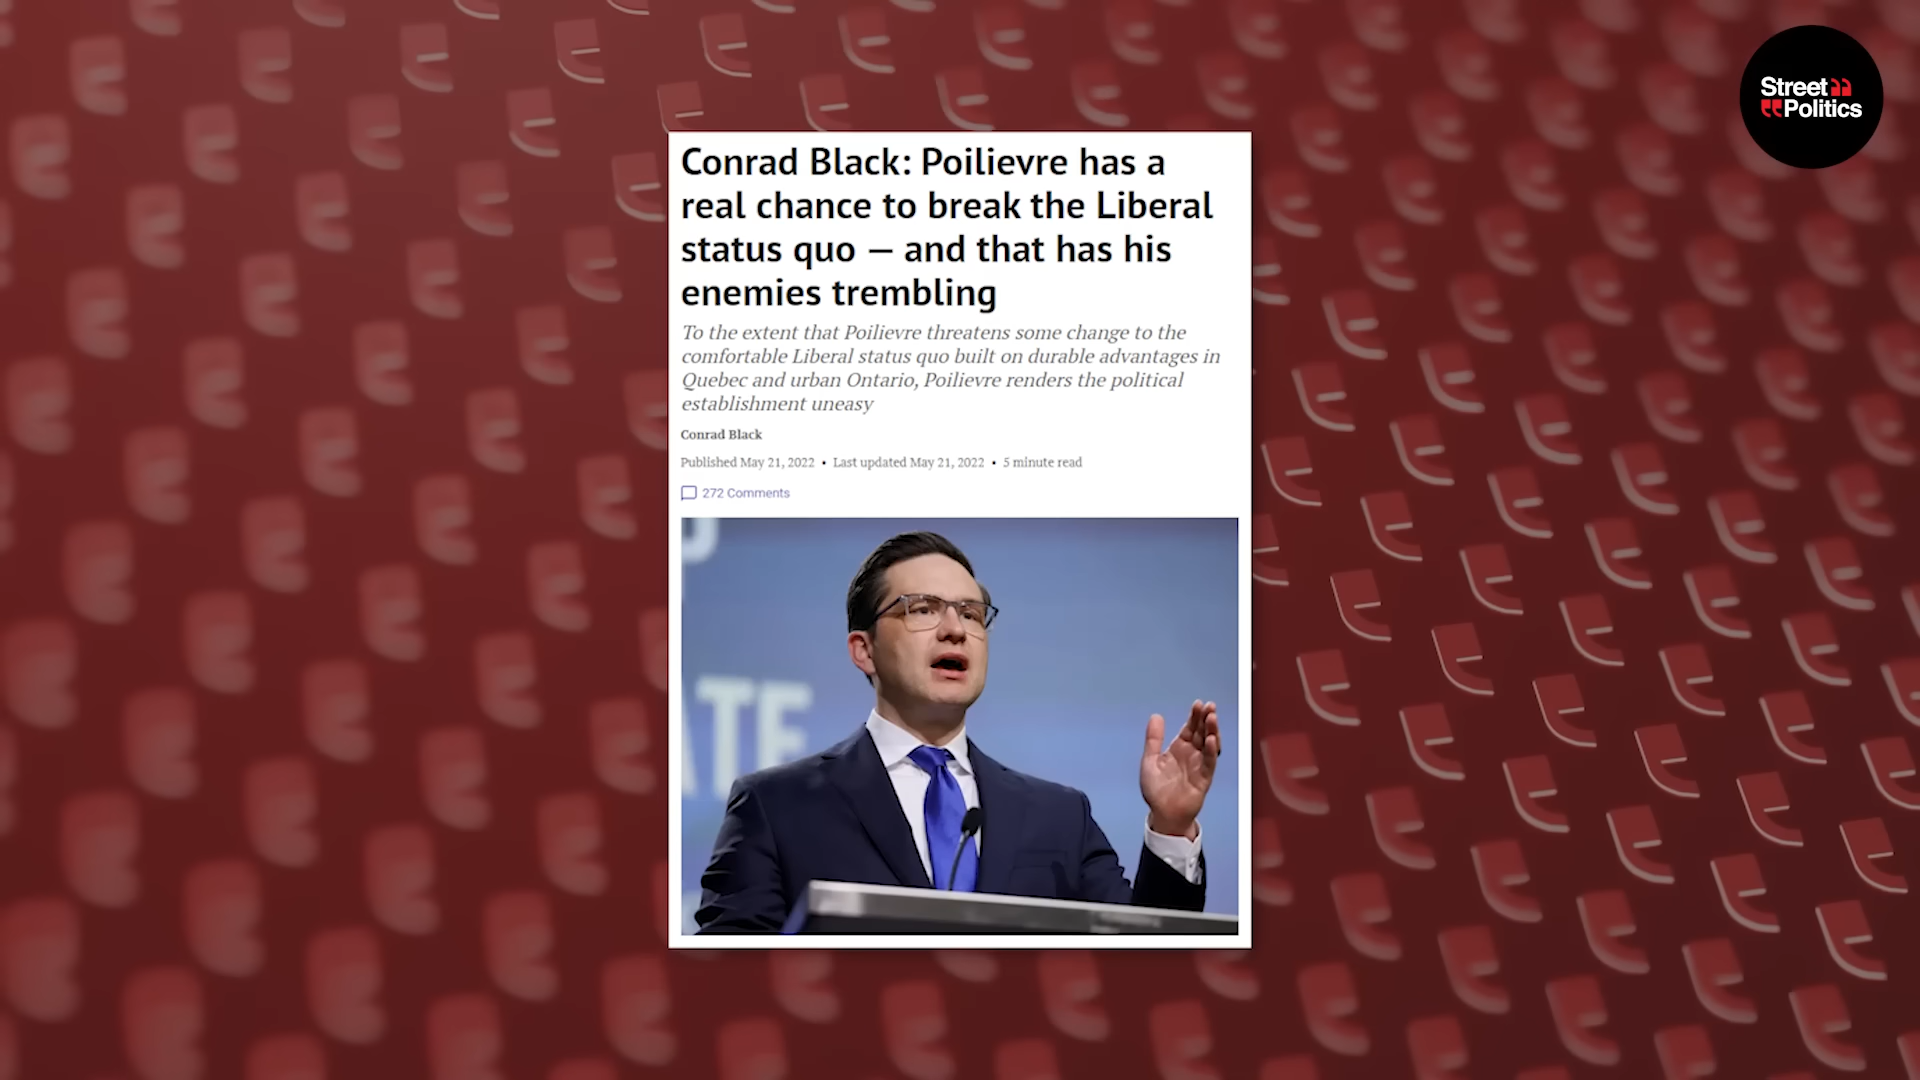 Street
Politics
Conrad Black: Poilievre has a
real chance to break the Liberal
status quo — and that has his
enemies trembling
To the extent that Poilievre threatens some change to the
comfortable Liberal status quo built on durable advantages in
Quebec and urban Ontario, Poilievre renders the political
establishment uneasy
Conrad Black
Published May 21, 2022 • Last updated May 21, 2022 • 5 minute read
272 Comments
ATE